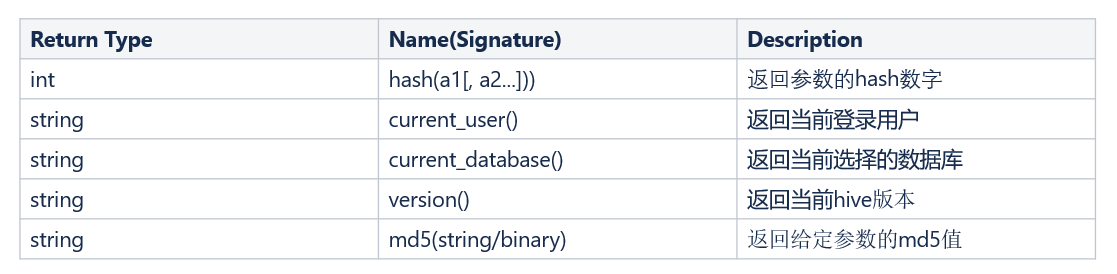 Return Type Name(Signature) Description
int hash(a1[, a2...])) 返回参数的hash数字
string current_user() 返回当前登录用户
string current_database() 返回当前选择的数据库
string version() 返回当前hive版本
string md5(string/binary) 返回给定参数的md5值